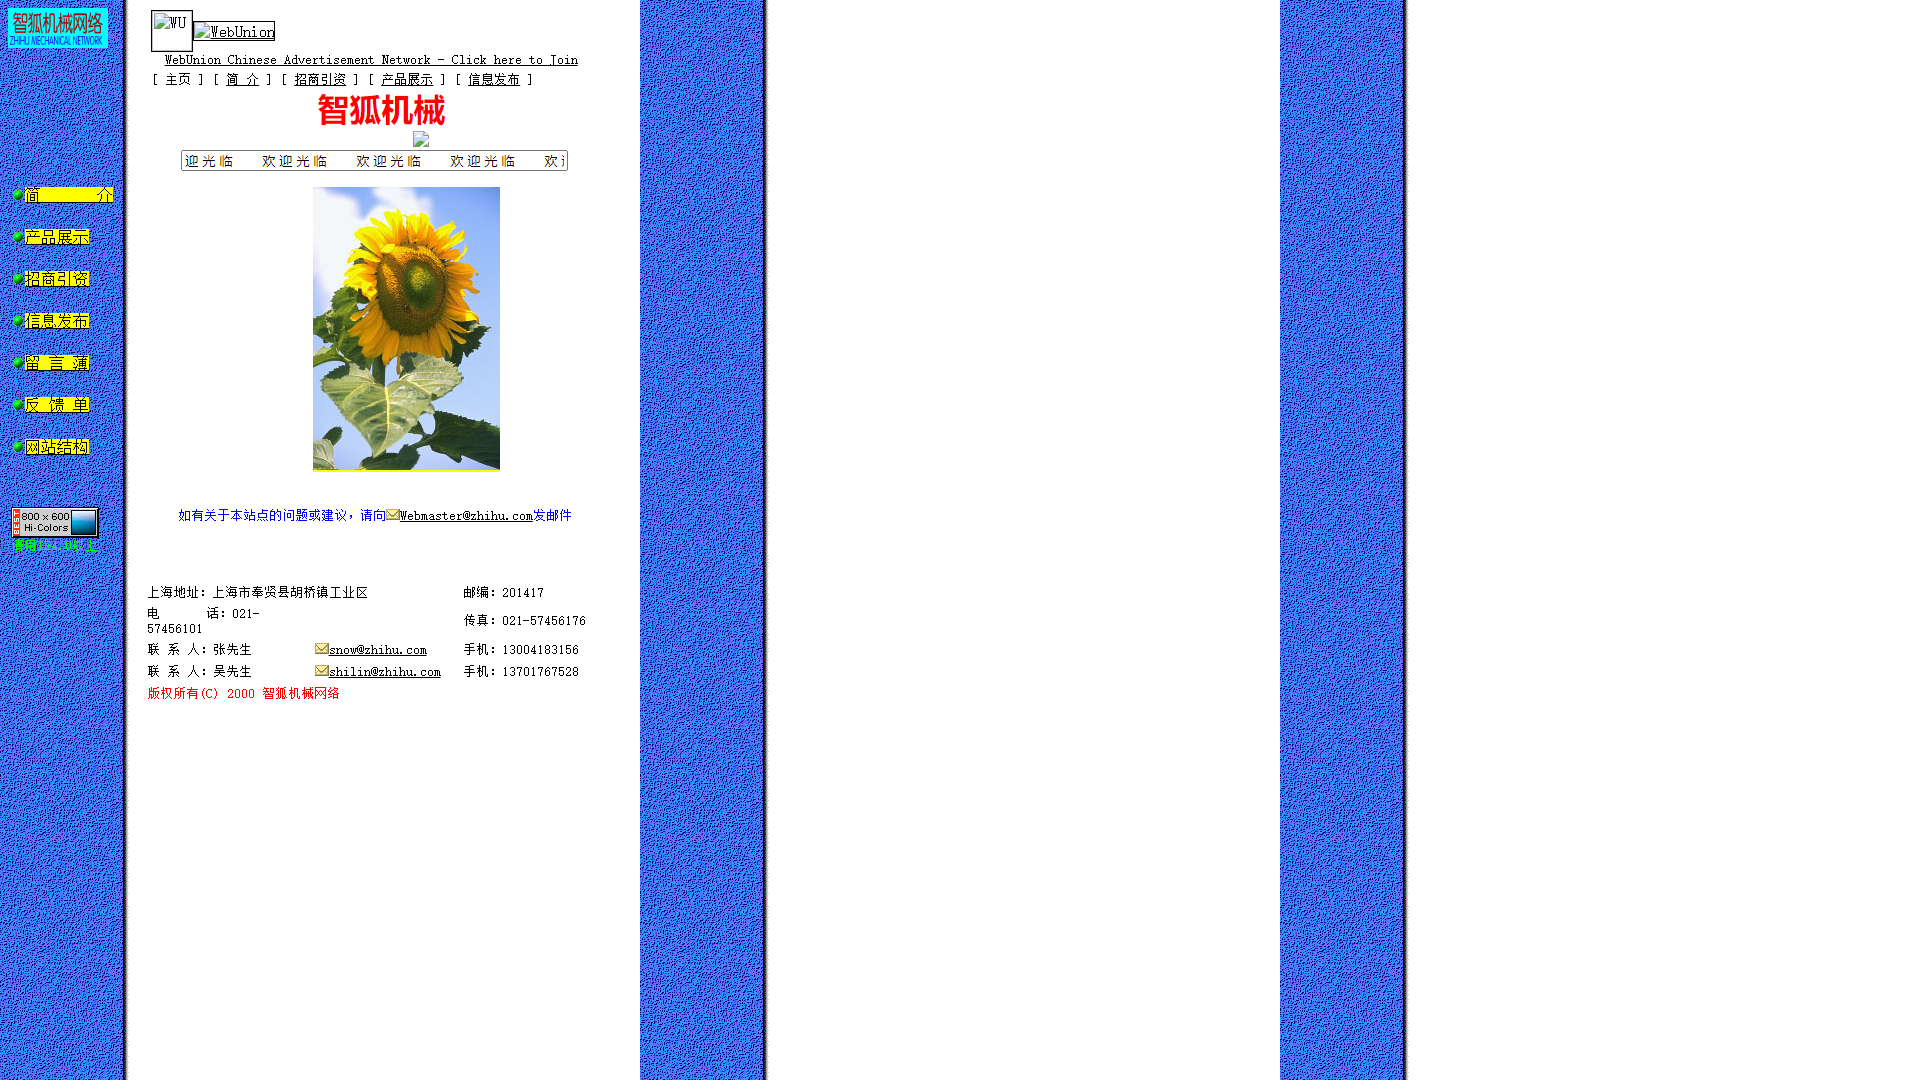 智狐机械网络
ZHIHU MECHANICAL NETWORK
WU
WebUnion
WebUnion Chinese Advertisement Network - Click here to Join
[ 主页 ] [ 简 介 ] [ 招商引资 ] [ 产品展示 ] [ 信息发布 ]
智狐机械
迎 光 临 欢 迎 光 临 欢 迎 光 临 欢 迎 光 临 欢
简 介
产品展示
招商引资
信息发布
留 言 薄
反 馈 单
网站结构
BEST 800 x 600
Hi-Colors
如有关于本站点的问题或建议，请向Webmaster@zhihu.com发邮件
上海地址：上海市奉贤县胡桥镇工业区 邮编：201417
电 话：021-
57456101 传真：021-57456176
联 系 人：张先生 snow@zhihu.com 手机：13004183156
联 系 人：吴先生 shilin@zhihu.com 手机：13701767528
版权所有(C) 2000 智狐机械网络